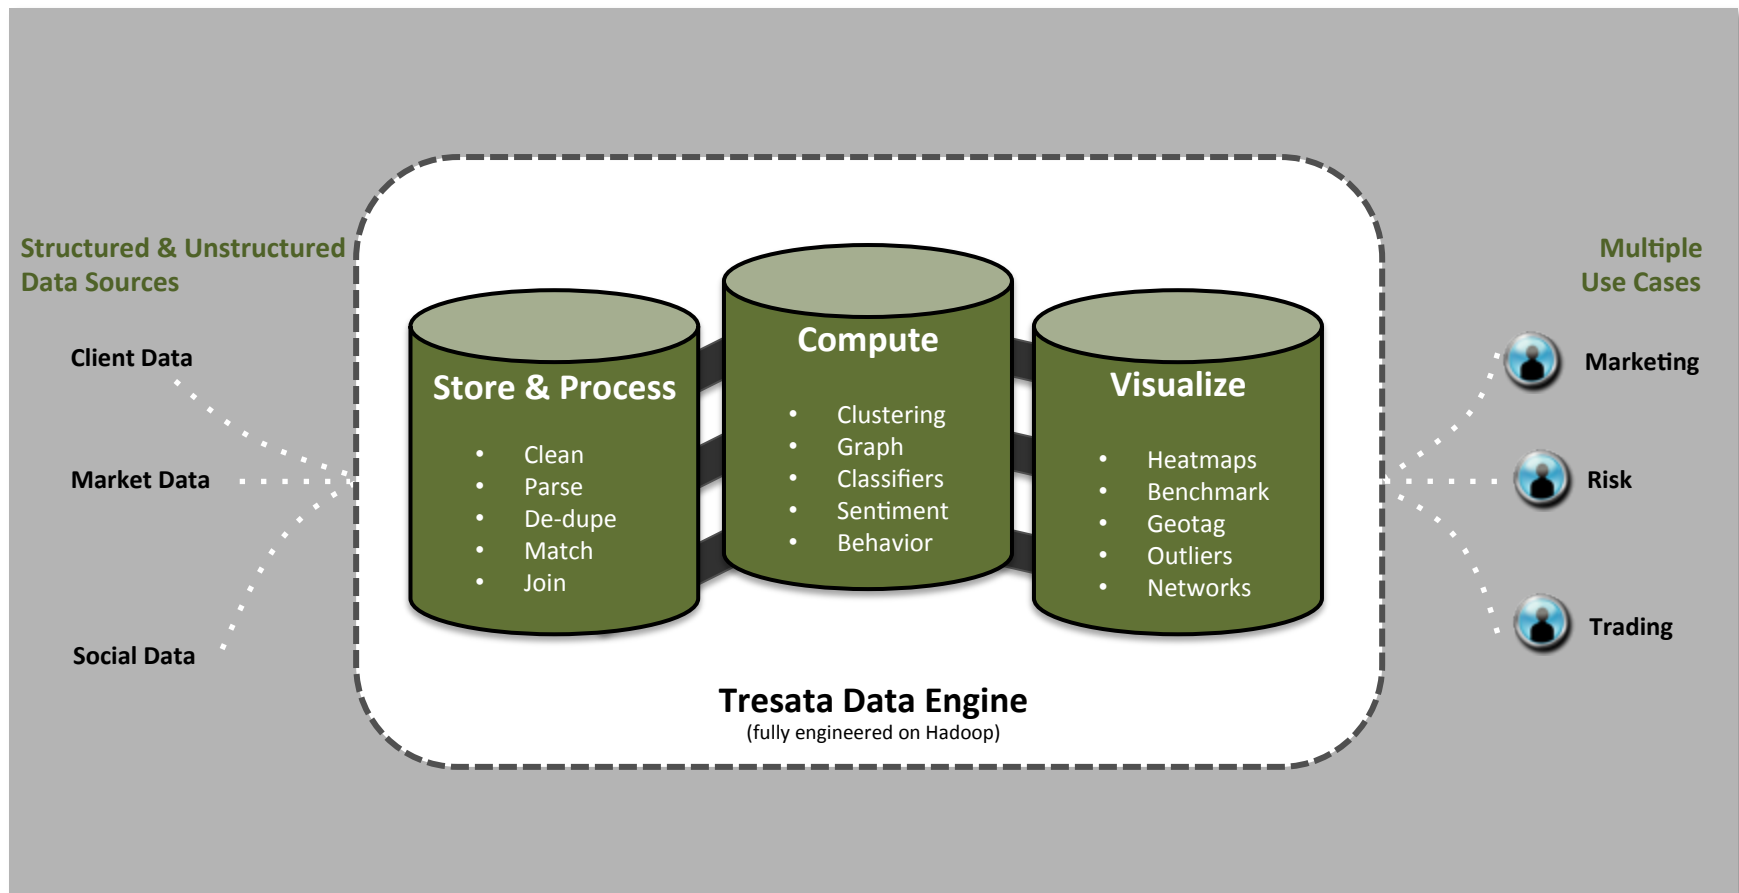 Structured & Unstructured
Data Sources
Client Data
Market Data
Social Data
Store & Process
• Clean
• Parse
• De-dupe
• Match
• Join
Compute
• Clustering
• Graph
• Classifiers
• Sentiment
• Behavior
Visualize
• Heatmaps
• Benchmark
• Geotag
• Outliers
• Networks
Tresata Data Engine
(fully engineered on Hadoop)
Multiple
Use Cases
Marketing
Risk
Trading